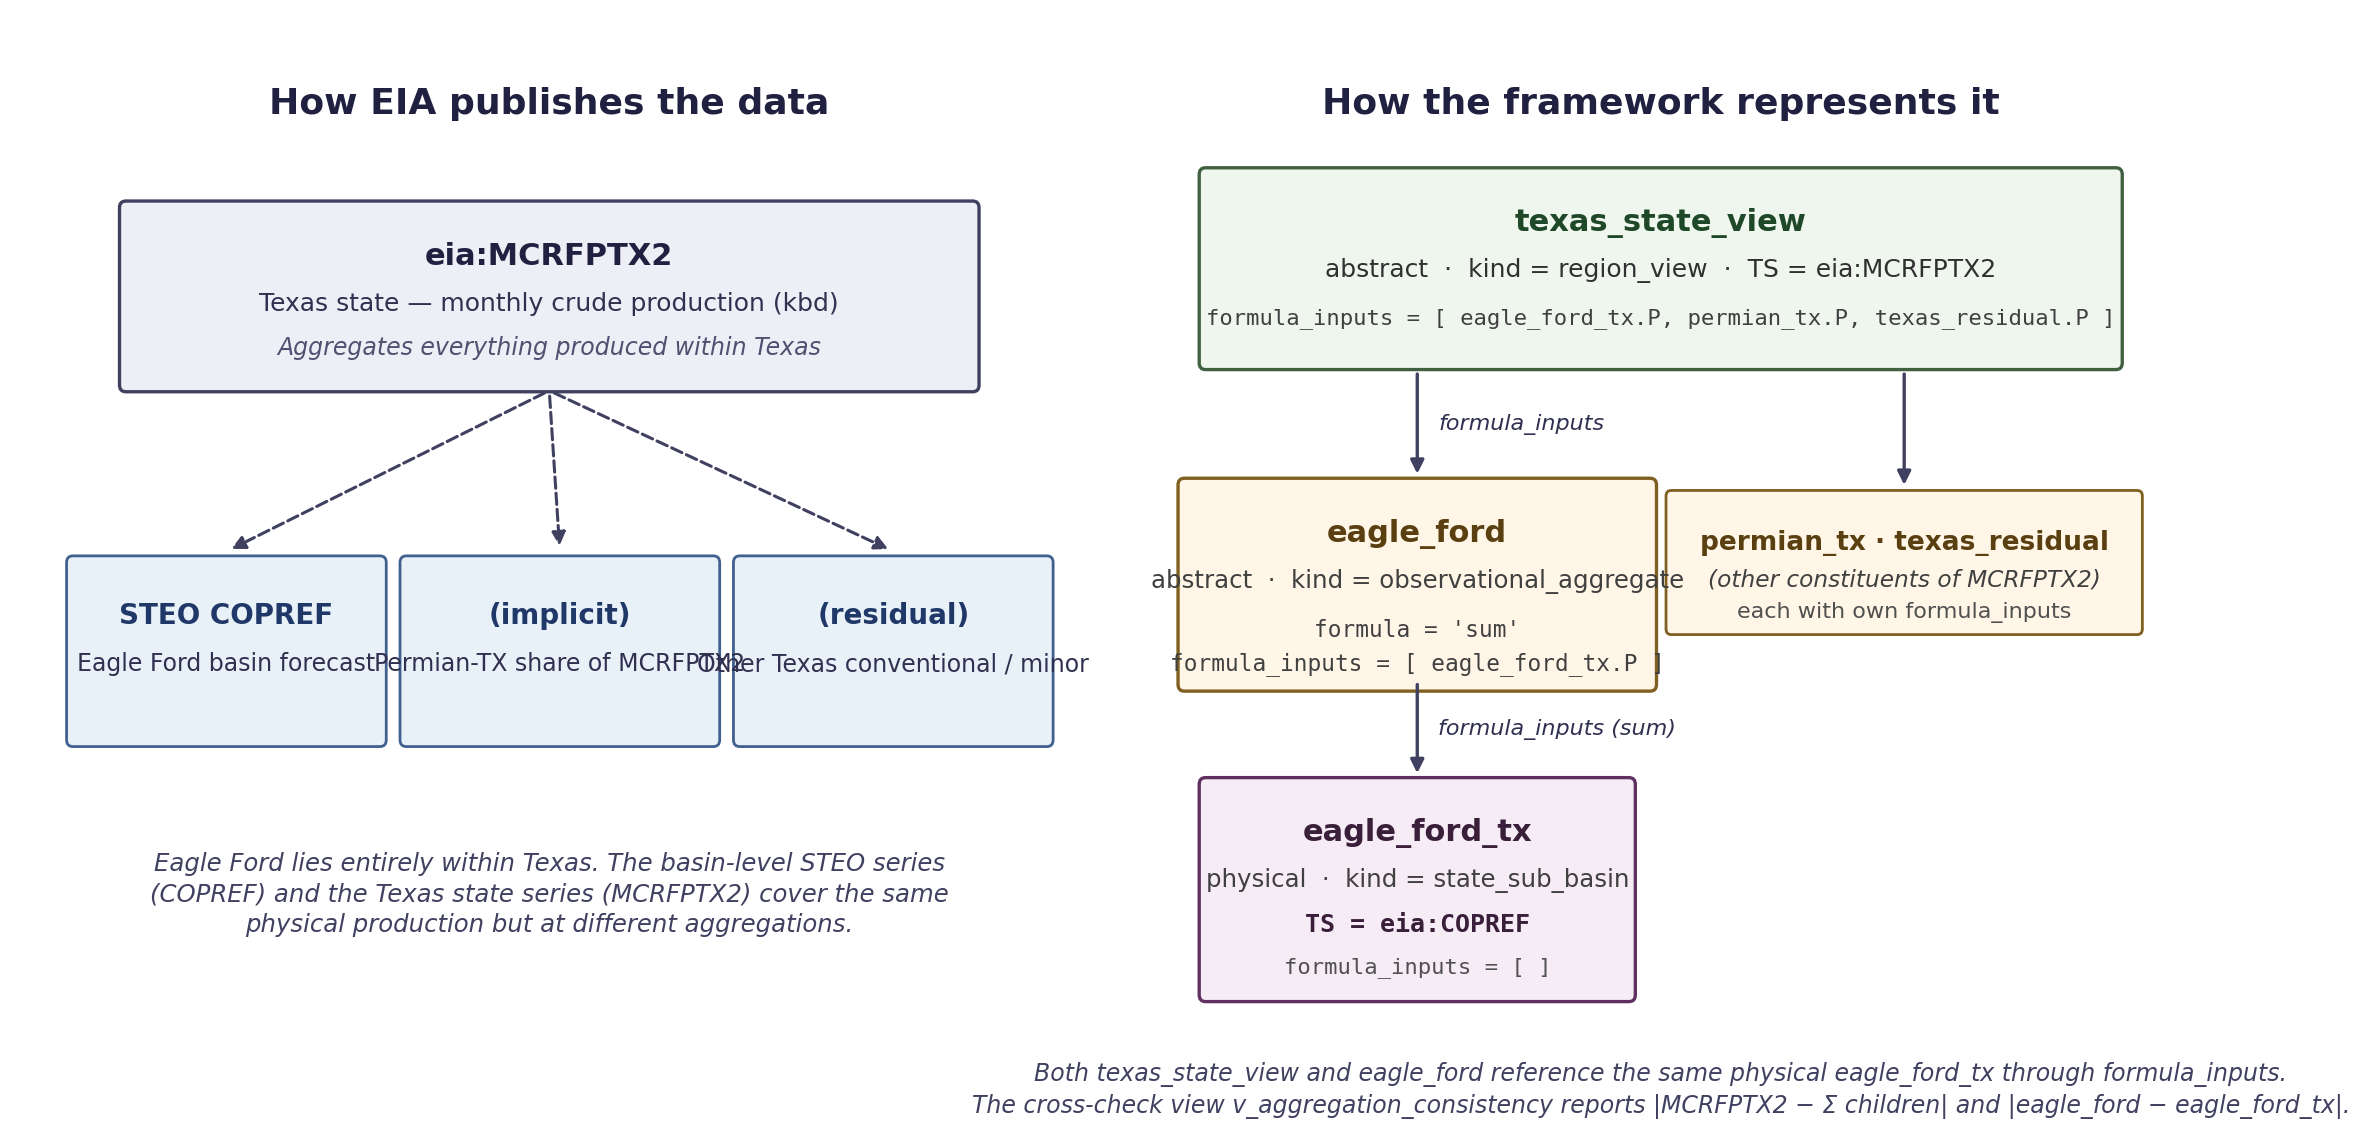 How EIA publishes the data
eia:MCRFPTX2
Texas state — monthly crude production (kbd)
Aggregates everything produced within Texas
STEO COPREF
Eagle Ford basin forecast
(implicit)
Permian-TX share of MCRFPTX2
(residual)
Other Texas conventional / minor
Eagle Ford lies entirely within Texas. The basin-level STEO series
(COPREF) and the Texas state series (MCRFPTX2) cover the same
physical production but at different aggregations.
How the framework represents it
texas_state_view
abstract · kind = region_view · TS = eia:MCRFPTX2
formula_inputs = [ eagle_ford_tx.P, permian_tx.P, texas_residual.P ]
formula_inputs
eagle_ford
abstract · kind = observational_aggregate
formula = 'sum'
formula_inputs = [ eagle_ford_tx.P ]
permian_tx · texas_residual
(other constituents of MCRFPTX2)
each with own formula_inputs
formula_inputs (sum)
eagle_ford_tx
physical · kind = state_sub_basin
TS = eia:COPREF
formula_inputs = [ ]
Both texas_state_view and eagle_ford reference the same physical eagle_ford_tx through formula_inputs.
The cross-check view v_aggregation_consistency reports |MCRFPTX2 − Σ children| and |eagle_ford − eagle_ford_tx|.